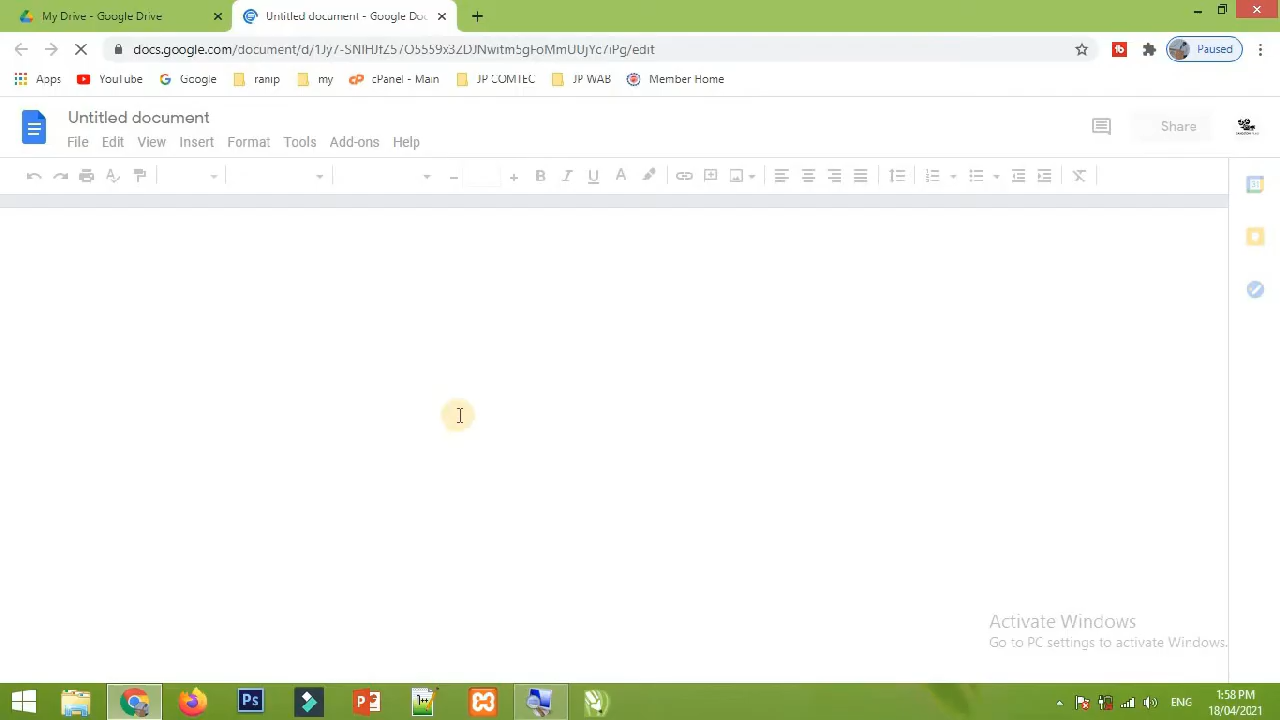 My Drive - Google Drive
Untitled document - Google Doc
Paused
Apps
YouTube
Google
ramp
my
cPanel - Main
JP COMTEC
JP WAB
Member Home
Untitled document
File Edit View Insert Format Tools Add-ons Help
Share
Activate Windows
Go to PC settings to activate Windows.
ENG
1:58 PM
18/04/2021